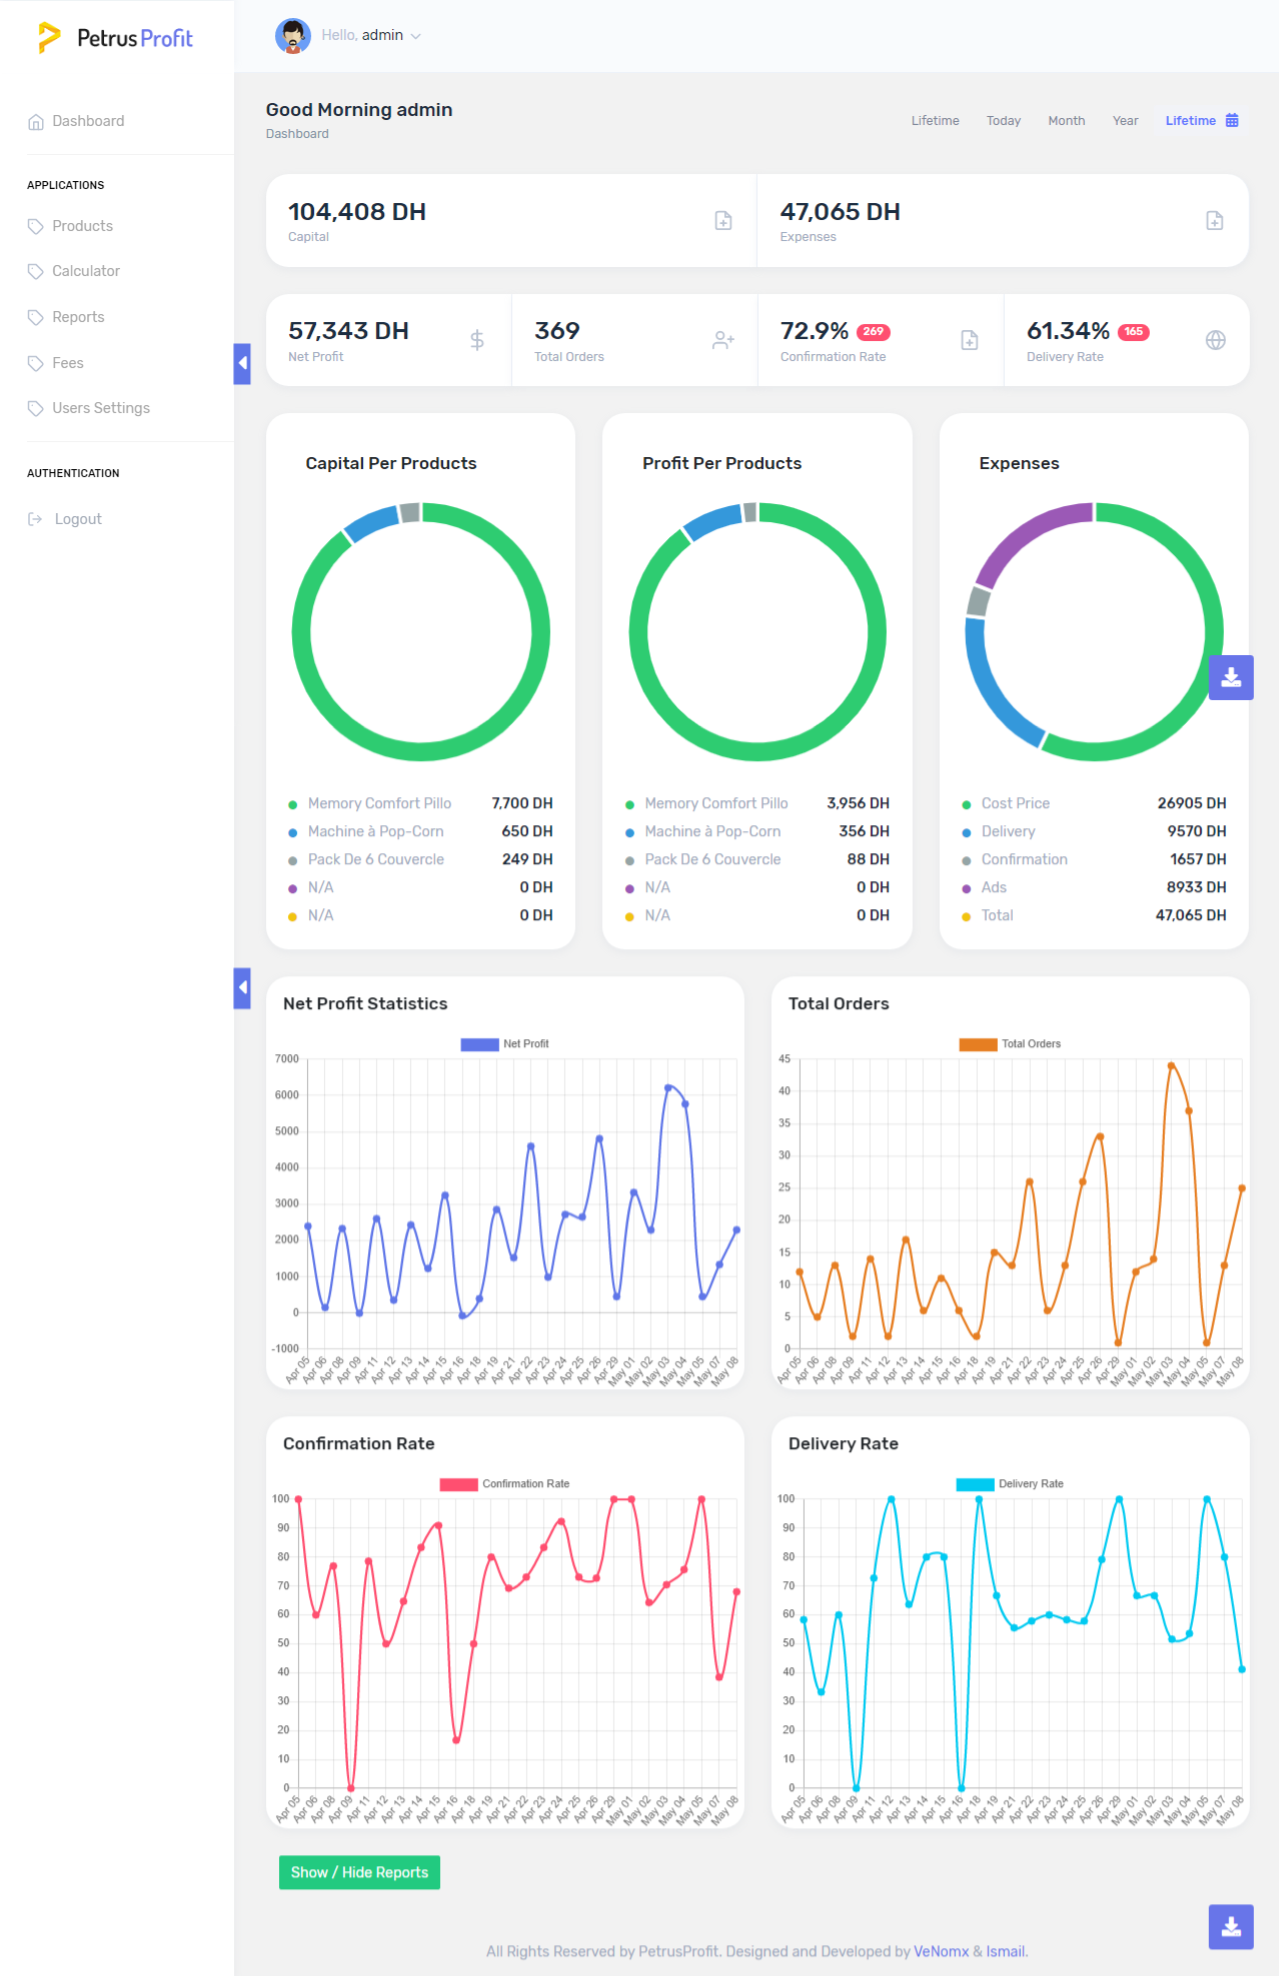 PetrusProfit
Hello, admin
Dashboard
APPLICATIONS
Products
Calculator
Reports
Fees
Users Settings
AUTHENTICATION
Logout
Good Morning admin
Dashboard
Lifetime Today Month Year Lifetime
104,408 DH
Capital
47,065 DH
Expenses
57,343 DH
Net Profit
369
Total Orders
72.9% 269
Confirmation Rate
61.34% 165
Delivery Rate
Capital Per Products
Memory Comfort Pillo 7,700 DH
Machine à Pop-Corn 650 DH
Pack De 6 Couvercle 249 DH
N/A 0 DH
N/A 0 DH
Profit Per Products
Memory Comfort Pillo 3,956 DH
Machine à Pop-Corn 356 DH
Pack De 6 Couvercle 88 DH
N/A 0 DH
N/A 0 DH
Expenses
Cost Price 26905 DH
Delivery 9570 DH
Confirmation 1657 DH
Ads 8933 DH
Total 47,065 DH
Net Profit Statistics
Net Profit
7000
6000
5000
4000
3000
2000
1000
0
-1000
Apr 05 Apr 06 Apr 08 Apr 09 Apr 11 Apr 12 Apr 13 Apr 14 Apr 15 Apr 16 Apr 18 Apr 19 Apr 21 Apr 22 Apr 23 Apr 24 Apr 25 Apr 26 Apr 29 May 01 May 02 May 03 May 04 May 05 May 07 May 08
Total Orders
Total Orders
45
40
35
30
25
20
15
10
5
0
Apr 05 Apr 06 Apr 08 Apr 09 Apr 11 Apr 12 Apr 13 Apr 14 Apr 15 Apr 16 Apr 18 Apr 19 Apr 21 Apr 22 Apr 23 Apr 24 Apr 25 Apr 26 Apr 29 May 01 May 02 May 03 May 04 May 05 May 07 May 08
Confirmation Rate
Confirmation Rate
100
90
80
70
60
50
40
30
20
10
0
Apr 05 Apr 06 Apr 08 Apr 09 Apr 11 Apr 12 Apr 13 Apr 14 Apr 15 Apr 16 Apr 18 Apr 19 Apr 21 Apr 22 Apr 23 Apr 24 Apr 25 Apr 26 Apr 29 May 01 May 02 May 03 May 04 May 05 May 07 May 08
Delivery Rate
Delivery Rate
100
90
80
70
60
50
40
30
20
10
0
Apr 05 Apr 06 Apr 08 Apr 09 Apr 11 Apr 12 Apr 13 Apr 14 Apr 15 Apr 16 Apr 18 Apr 19 Apr 21 Apr 22 Apr 23 Apr 24 Apr 25 Apr 26 Apr 29 May 01 May 02 May 03 May 04 May 05 May 07 May 08
Show / Hide Reports
All Rights Reserved by PetrusProfit. Designed and Developed by VeNomx & Ismail.